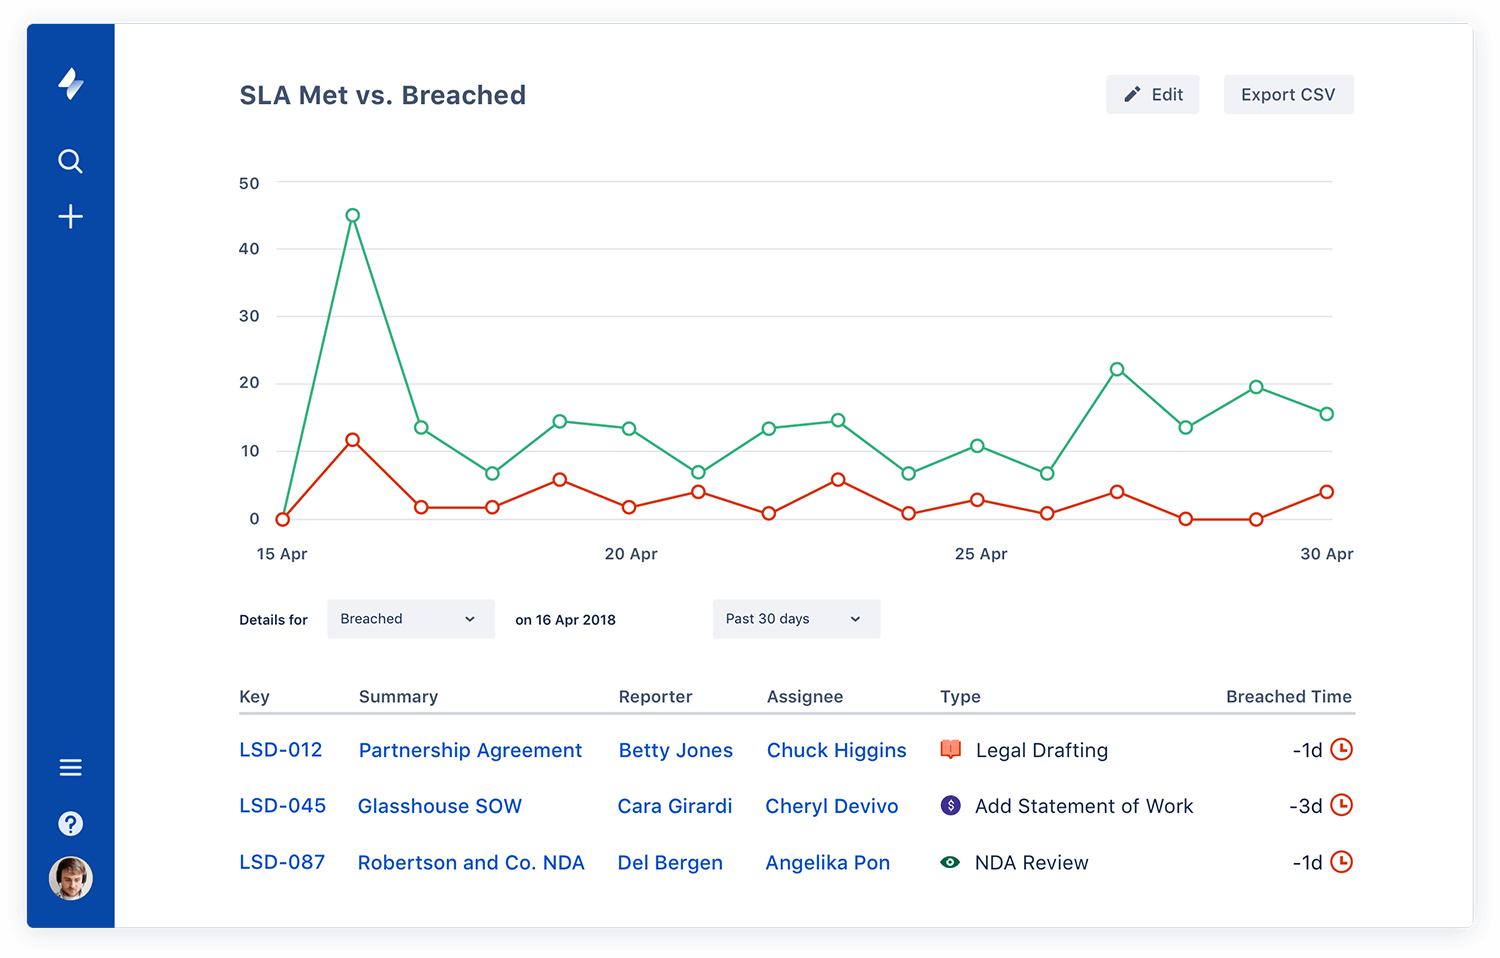 SLA Met vs. Breached
Edit
Export CSV
50
40
30
20
10
0
15 Apr 20 Apr 25 Apr 30 Apr
Details for Breached on 16 Apr 2018 Past 30 days
Key Summary Reporter Assignee Type Breached Time
LSD-012 Partnership Agreement Betty Jones Chuck Higgins Legal Drafting -1d
LSD-045 Glasshouse SOW Cara Girardi Cheryl Devivo $ Add Statement of Work -3d
LSD-087 Robertson and Co. NDA Del Bergen Angelika Pon NDA Review -1d
?